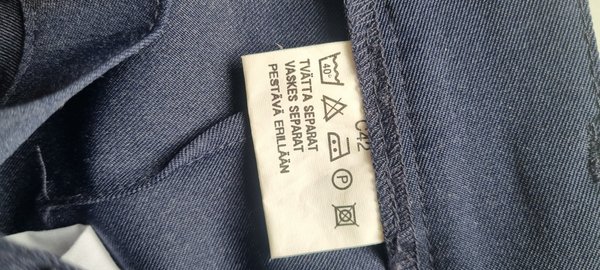 C42
40° P
TVÄTTA SEPARAT
VASKES SEPARAT
PESTÄVÄ ERILLÄÄN